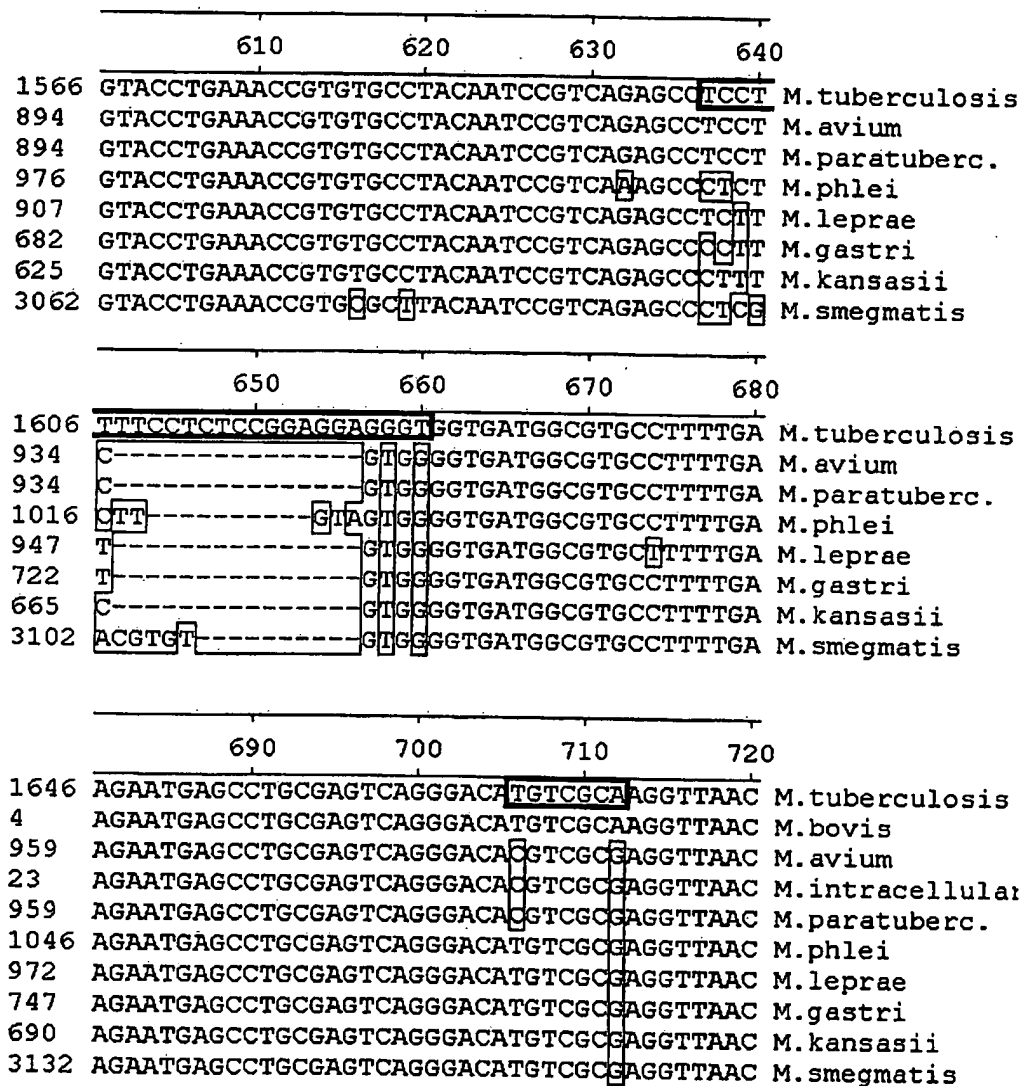 610 620 630 640
1566 GTACCTGAAACCGTGTGCCTACAATCCGTCAGAGCCTCCT M.tuberculosis
894 GTACCTGAAACCGTGTGCCTACAATCCGTCAGAGCCTCCT M.avium
894 GTACCTGAAACCGTGTGCCTACAATCCGTCAGAGCCTCCT M.paratuberc.
976 GTACCTGAAACCGTGTGCCTACAATCCGTCAAAGCCCTCT M.phlei
907 GTACCTGAAACCGTGTGCCTACAATCCGTCAGAGCCTCTT M.leprae
682 GTACCTGAAACCGTGTGCCTACAATCCGTCAGAGCCCCTT M.gastri
625 GTACCTGAAACCGTGTGCCTACAATCCGTCAGAGCCCTTT M.kansasii
3062 GTACCTGAAACCGTGCGCTTACAATCCGTCAGAGCCCTCG M.smegmatis
650 660 670 680
1606 TTTCCTCTCCGGAGGAGGGTGGTGATGGCGTGCCTTTTGA M.tuberculosis
934 C---------------GTGGGGTGATGGCGTGCCTTTTGA M.avium
934 C---------------GTGGGGTGATGGCGTGCCTTTTGA M.paratuberc.
1016 CTT----------GTAGTGGGGTGATGGCGTGCCTTTTGA M.phlei
947 T---------------GTGGGGTGATGGCGTGCTTTTTGA M.leprae
722 T---------------GTGGGGTGATGGCGTGCCTTTTGA M.gastri
665 C---------------GTGGGGTGATGGCGTGCCTTTTGA M.kansasii
3102 ACGTGT----------GTGGGGTGATGGCGTGCCTTTTGA M.smegmatis
690 700 710 720
1646 AGAATGAGCCTGCGAGTCAGGGACATGTCGCAAGGTTAAC M.tuberculosis
4 AGAATGAGCCTGCGAGTCAGGGACATGTCGCAAGGTTAAC M.bovis
959 AGAATGAGCCTGCGAGTCAGGGACACGTCGCGAGGTTAAC M.avium
23 AGAATGAGCCTGCGAGTCAGGGACACGTCGCGAGGTTAAC M.intracellular
959 AGAATGAGCCTGCGAGTCAGGGACACGTCGCGAGGTTAAC M.paratuberc.
1046 AGAATGAGCCTGCGAGTCAGGGACATGTCGCGAGGTTAAC M.phlei
972 AGAATGAGCCTGCGAGTCAGGGACATGTCGCGAGGTTAAC M.leprae
747 AGAATGAGCCTGCGAGTCAGGGACATGTCGCGAGGTTAAC M.gastri
690 AGAATGAGCCTGCGAGTCAGGGACATGTCGCGAGGTTAAC M.kansasii
3132 AGAATGAGCCTGCGAGTCAGGGACATGTCGCGAGGTTAAC M.smegmatis